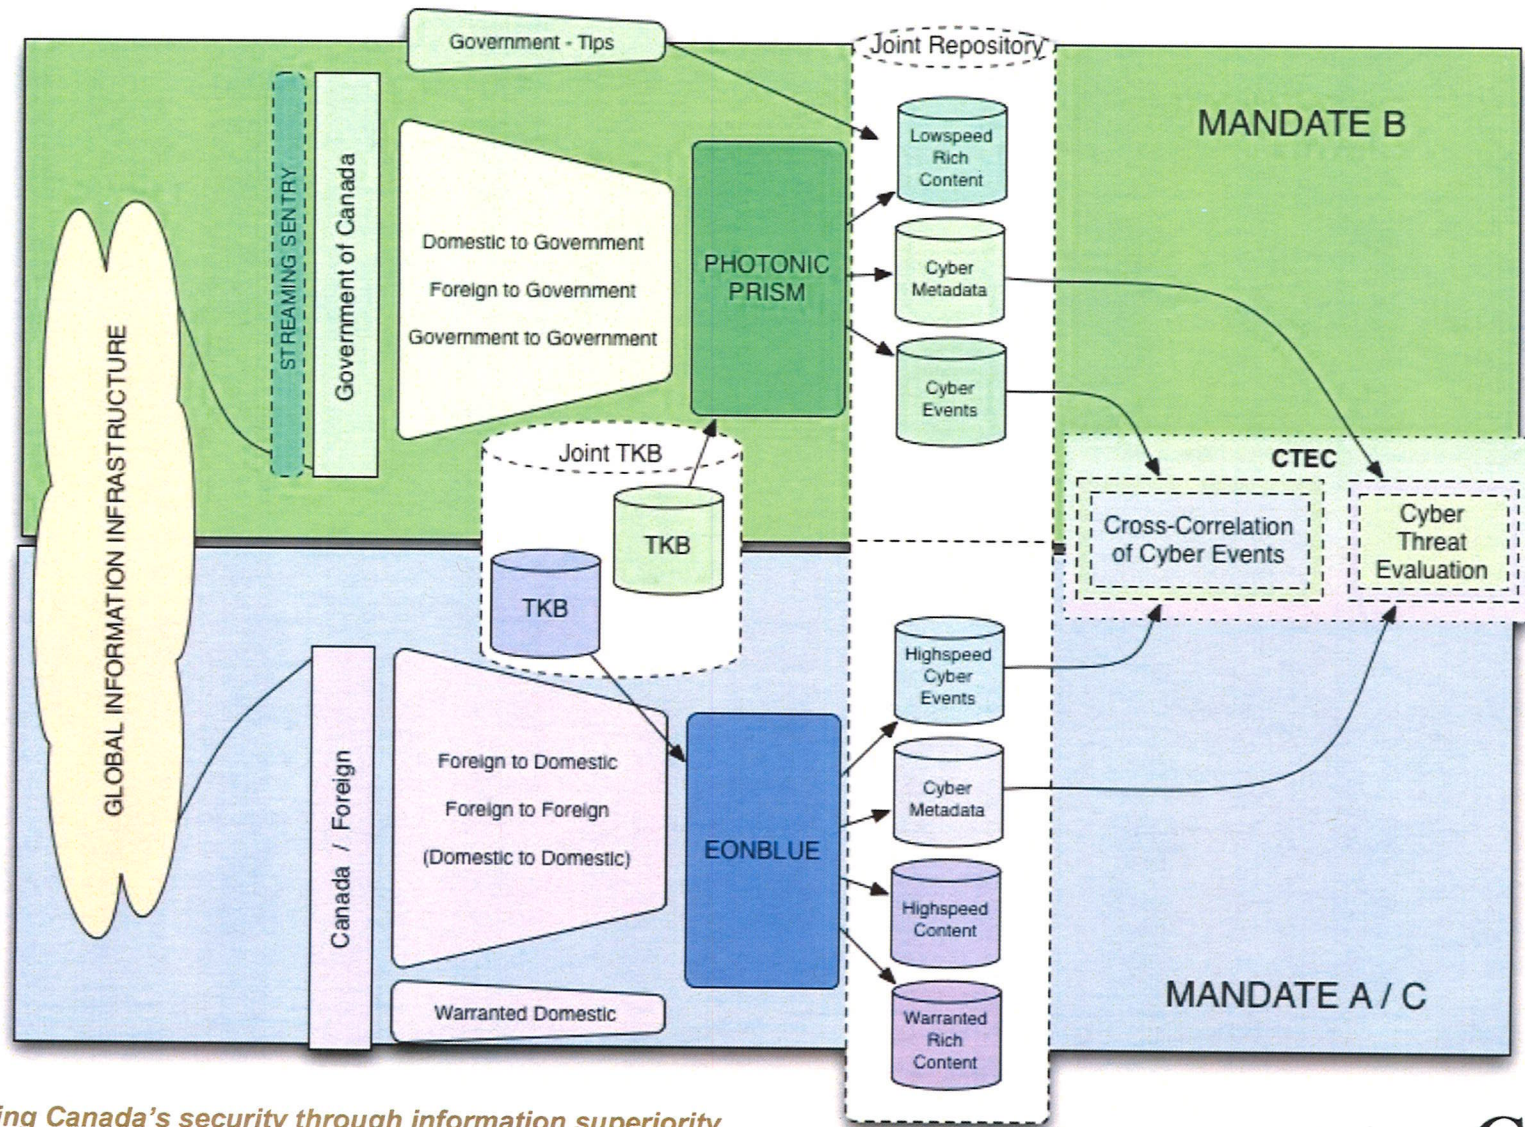 Government - Tips
Joint Repository
MANDATE B
STREAMING SENTRY
Government of Canada
Domestic to Government
Foreign to Government
Government to Government
PHOTONIC
PRISM
Lowspeed
Rich
Content
Cyber
Metadata
Cyber
Events
GLOBAL INFORMATION INFRASTRUCTURE
Joint TKB
TKB
TKB
CTEC
Cross-Correlation
of Cyber Events
Cyber
Threat
Evaluation
Canada / Foreign
Foreign to Domestic
Foreign to Foreign
(Domestic to Domestic)
Warranted Domestic
EONBLUE
Highspeed
Cyber
Events
Cyber
Metadata
Highspeed
Content
Warranted
Rich
Content
MANDATE A / C
Canada's security through information superiority